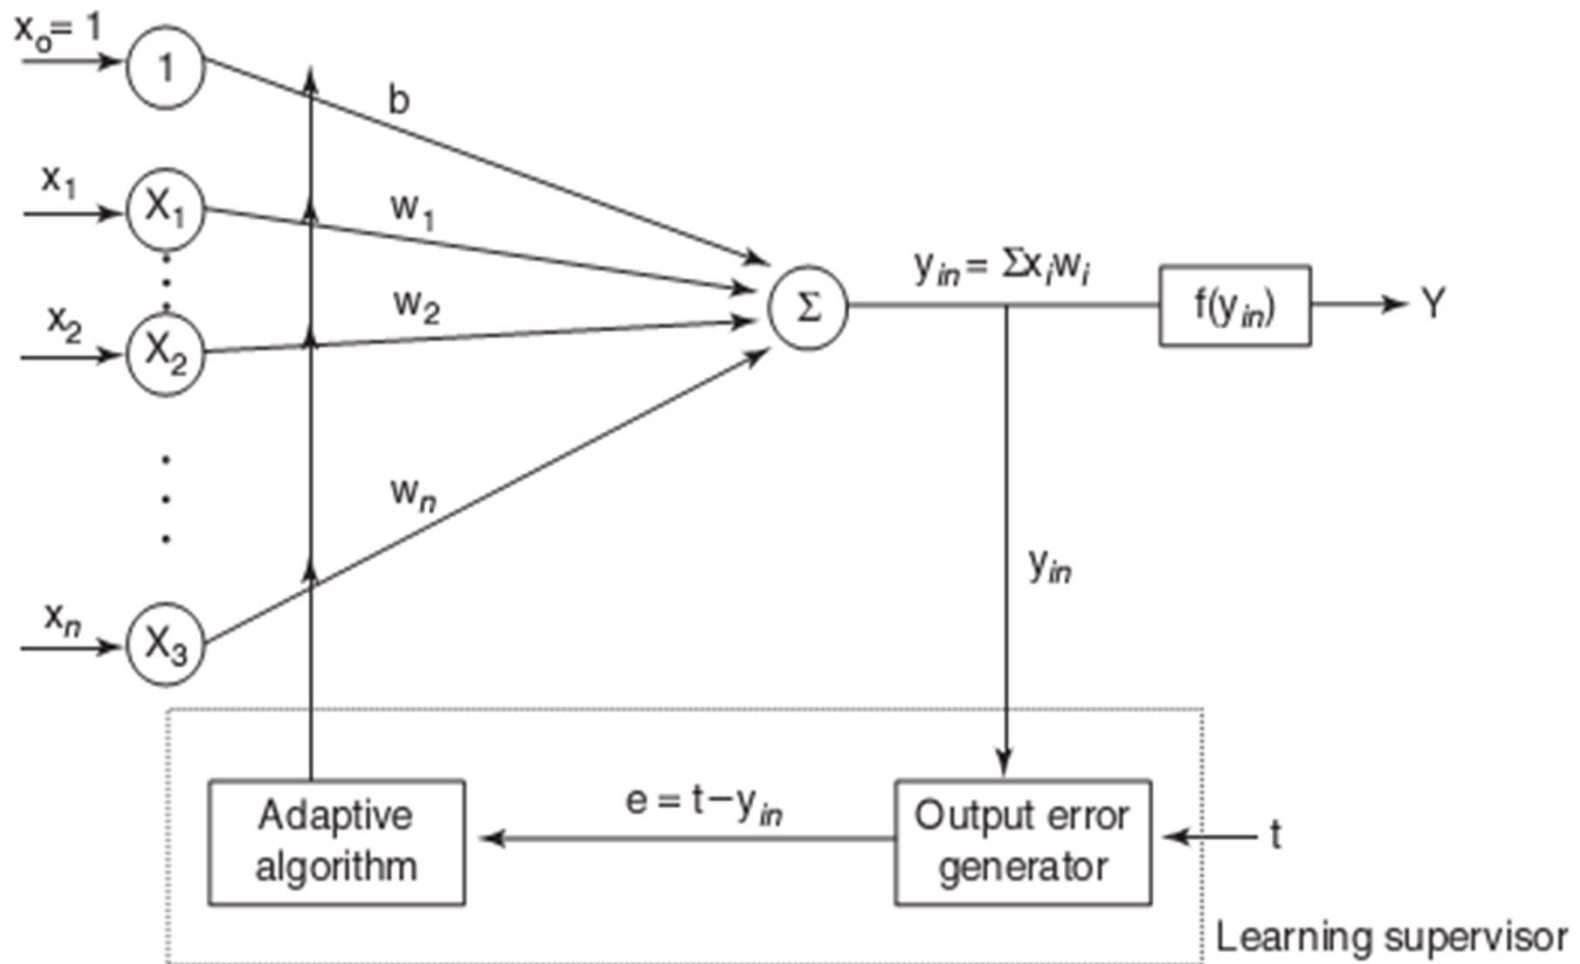 x₀= 1
1
b
x₁
X₁
w₁
x₂
X₂
w₂
Σ
yᵢₙ= Σxᵢwᵢ
f(yᵢₙ)
Y
wₙ
yᵢₙ
xₙ
X₃
Adaptive
algorithm
e = t−yᵢₙ
Output error
generator
t
Learning supervisor